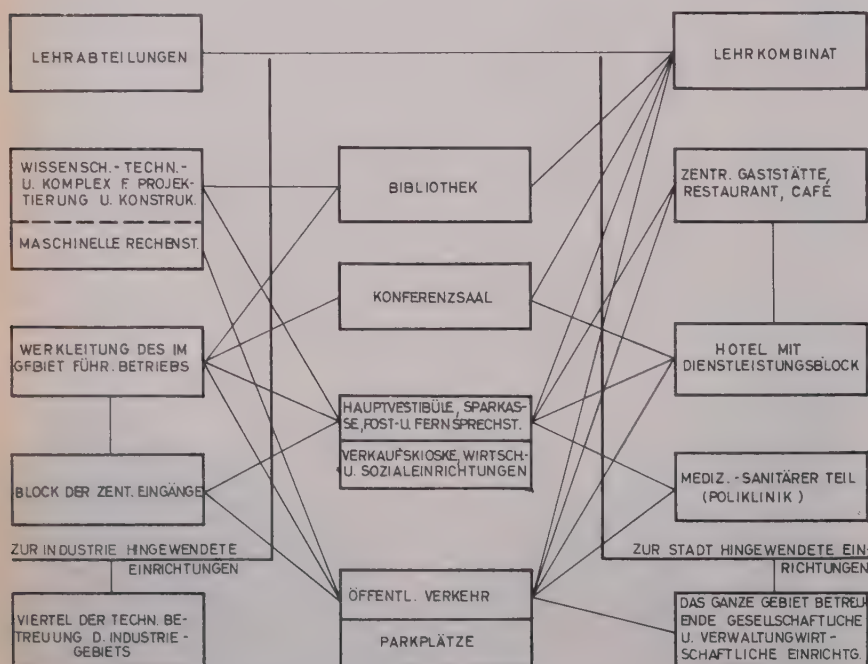 LEHRABTEILUNGEN
LEHRKOMBINAT
WISSENSCH.-TECHN.-
U. KOMPLEX F. PROJEK-
TIERUNG U. KONSTRUK.
MASCHINELLE RECHENST.
BIBLIOTHEK
ZENTR. GASTSTÄTTE,
RESTAURANT, CAFÉ
KONFERENZSAAL
WERKLEITUNG DES IM
GEBIET FÜHR. BETRIEBS
HOTEL MIT
DIENSTLEISTUNGSBLOCK
HAUPTVESTIBÜLE, SPARKAS-
SE, POST-U. FERNSPRECHST.
VERKAUFSKIOSKE, WIRTSCH-
U. SOZIALEINRICHTUNGEN
BLOCK DER ZENT. EINGÄNGE
MEDIZ.-SANITÄRER TEIL
(POLIKLINIK)
ZUR INDUSTRIE HINGEWENDETE
EINRICHTUNGEN
ZUR STADT HINGEWENDETE EIN-
RICHTUNGEN
VIERTEL DER TECHN. BE-
TREUUNG D. INDUSTRIE-
GEBIETS
ÖFFENTL. VERKEHR
PARKPLÄTZE
DAS GANZE GEBIET BETREU-
ENDE GESELLSCHAFTLICHE
U. VERWALTUNGWIRT-
SCHAFTLICHE EINRICHTG.